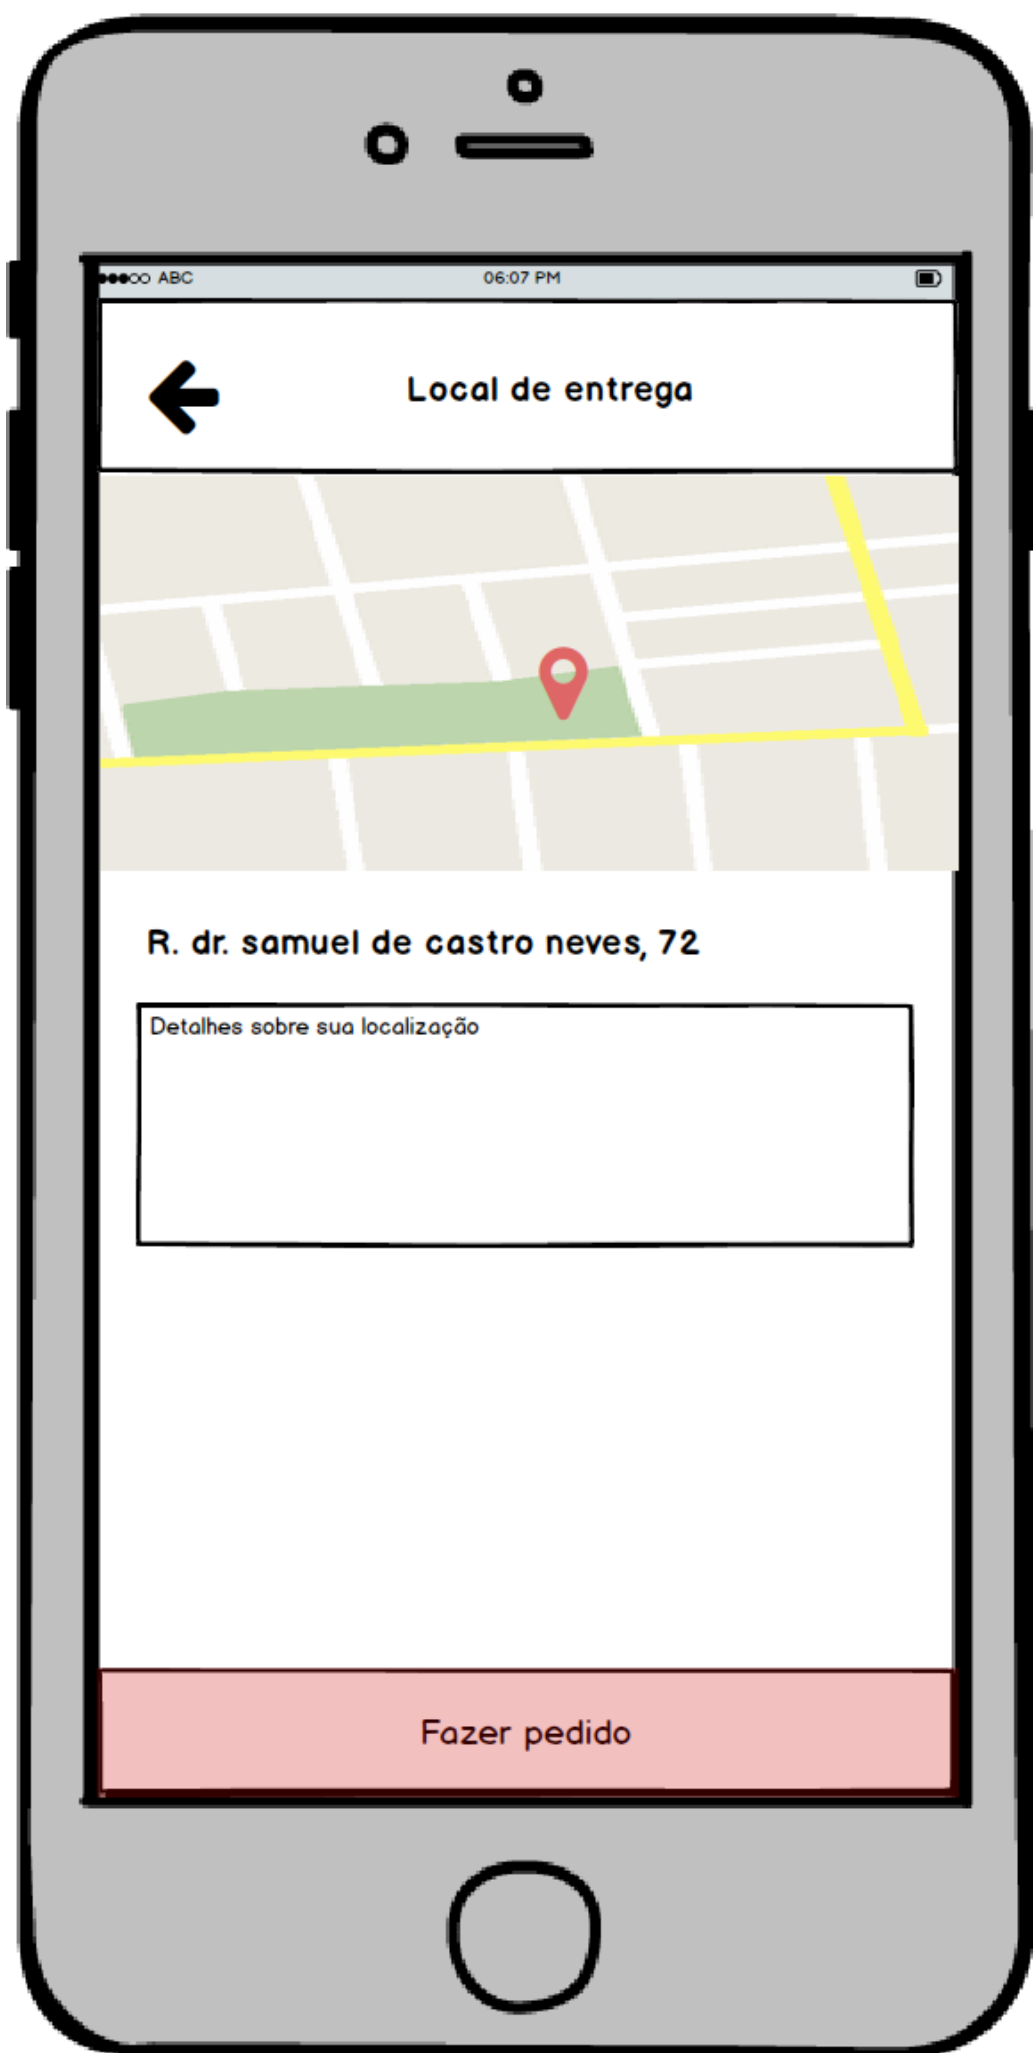 ABC 06:07 PM
Local de entrega
R. dr. samuel de castro neves, 72
Detalhes sobre sua localização
Fazer pedido